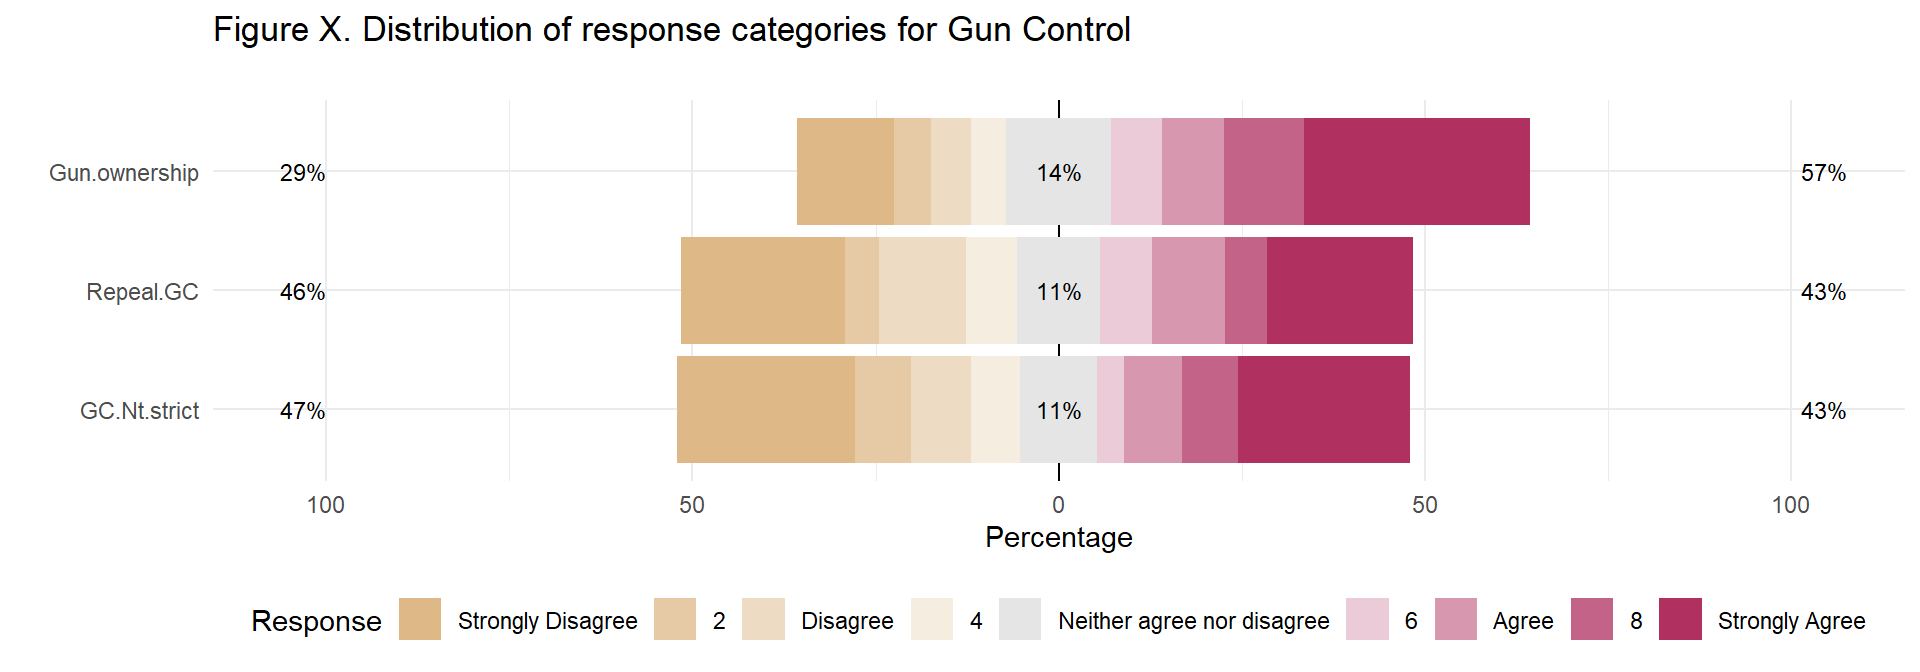 Figure X. Distribution of response categories for Gun Control
Gun.ownership 29% 14% 57%
Repeal.GC 46% 11% 43%
GC.Nt.strict 47% 11% 43%
100 50 0 50 100
Percentage
Response Strongly Disagree 2 Disagree 4 Neither agree nor disagree 6 Agree 8 Strongly Agree